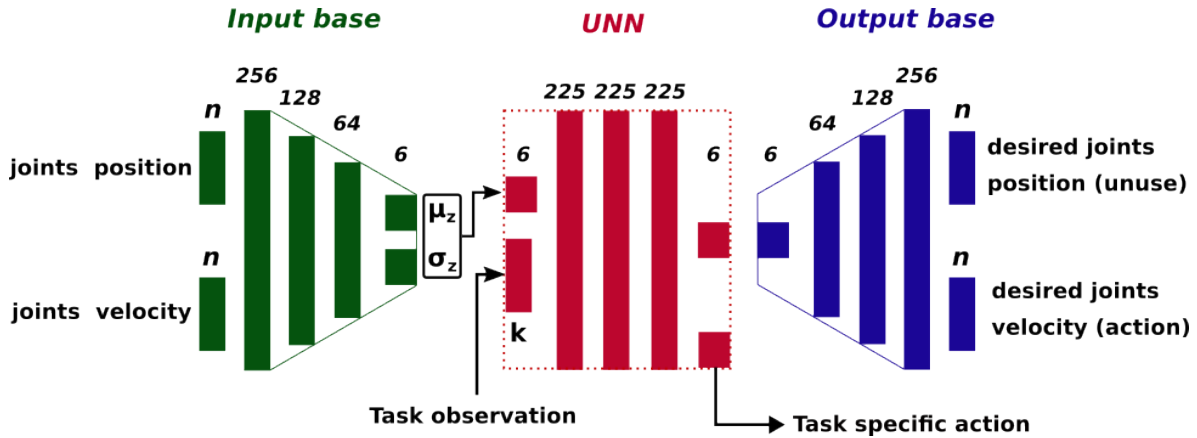 Input base
UNN
Output base
256
128
64
6
n
n
joints position
joints velocity
μz
σz
6
k
225 225 225
6
6
64
128
256
n
n
desired joints
position (unuse)
desired joints
velocity (action)
Task observation
Task specific action